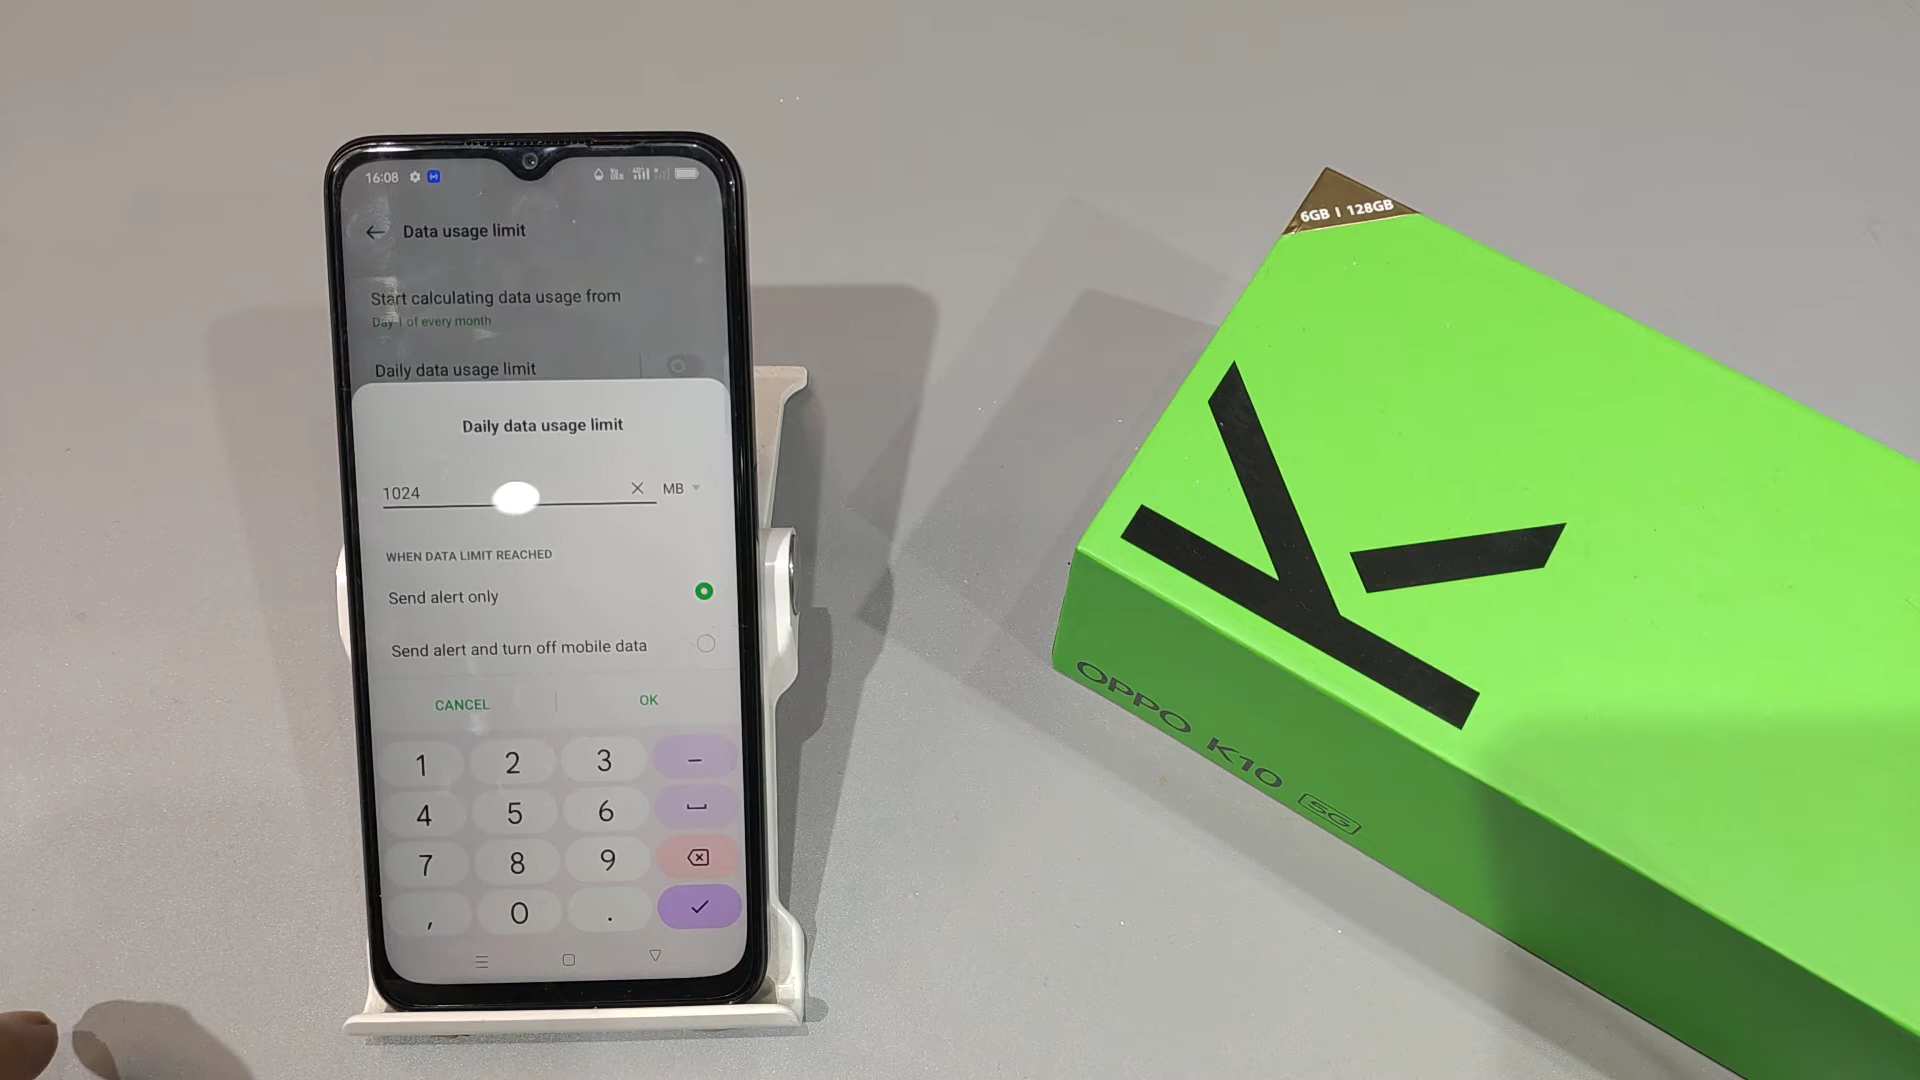 16:08
Data usage limit
Start calculating data usage from
Day 1 of every month
Daily data usage limit
Daily data usage limit
1024 MB
WHEN DATA LIMIT REACHED
Send alert only
Send alert and turn off mobile data
CANCEL OK
1 2 3 -
4 5 6
7 8 9
, 0 .
6GB | 128GB
K
OPPO K10 5G